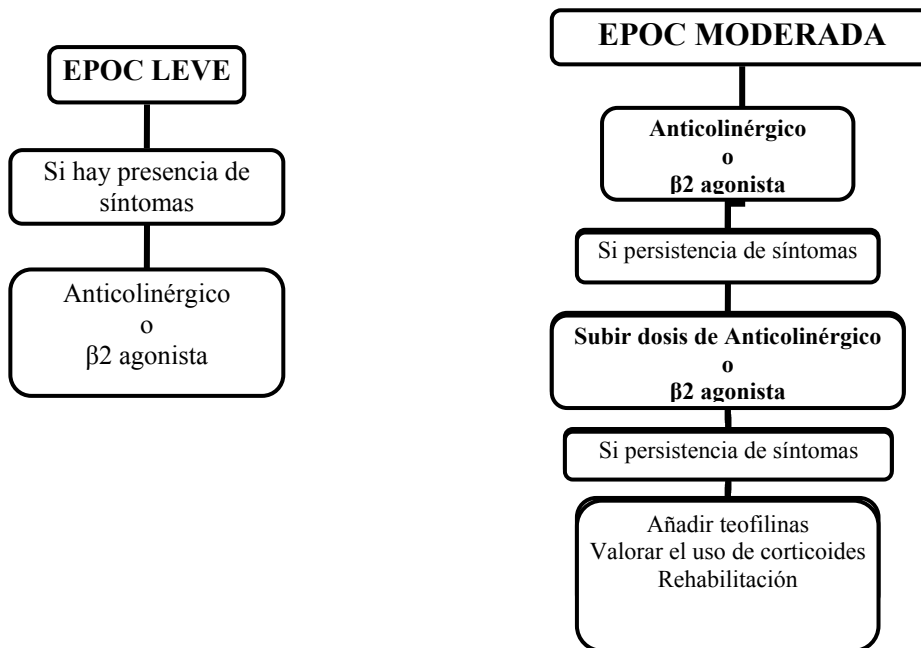 EPOC LEVE
Si hay presencia de
síntomas
Anticolinérgico
o
β2 agonista
EPOC MODERADA
Anticolinérgico
o
β2 agonista
Si persistencia de síntomas
Subir dosis de Anticolinérgico
o
β2 agonista
Si persistencia de síntomas
Añadir teofilinas
Valorar el uso de corticoides
Rehabilitación